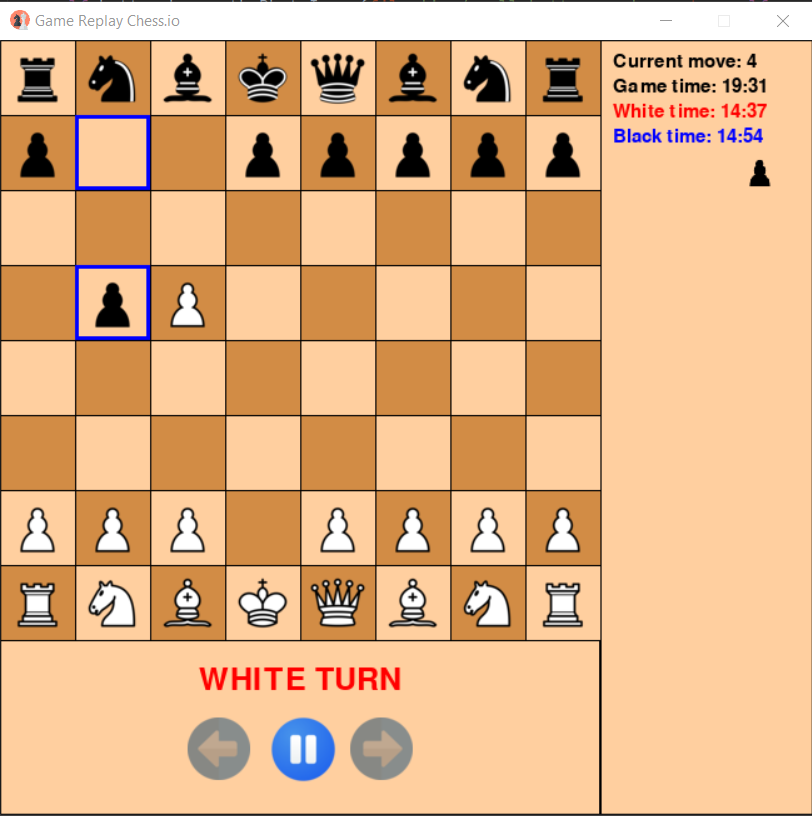 Game Replay Chess.io
Current move: 4
Game time: 19:31
White time: 14:37
Black time: 14:54
WHITE TURN